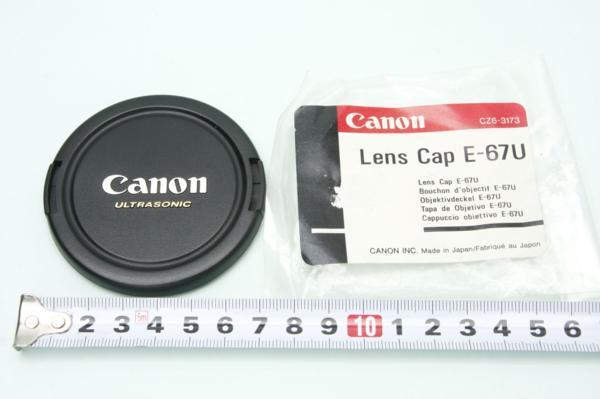 Canon
ULTRASONIC
Canon
CZ6-3173
Lens Cap E-67U
Lens Cap E-67U
Bouchon d'objectif E-67U
Objektivdeckel E-67U
Tapa de Objetivo E-67U
Cappuccio obiettivo E-67U
CANON INC. Made in Japan/Fabriqué au Japon
2 3 5m 4 5 6 7 8 9 10 1 2 3 4 5 6